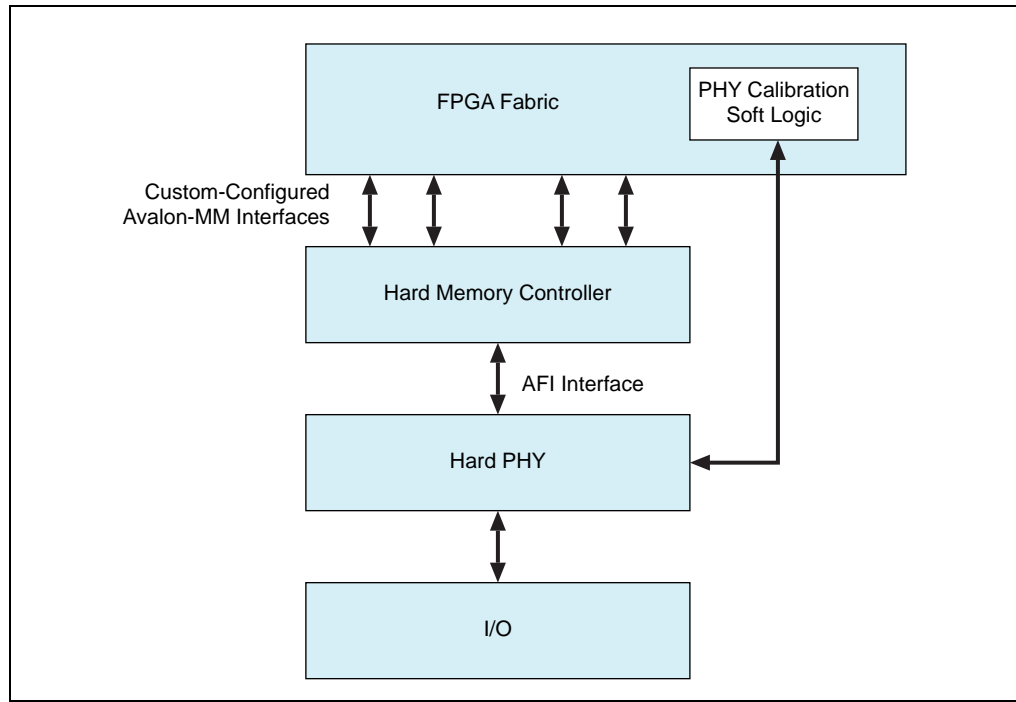 FPGA Fabric
PHY Calibration
Soft Logic
Custom-Configured
Avalon-MM Interfaces
Hard Memory Controller
AFI Interface
Hard PHY
I/O